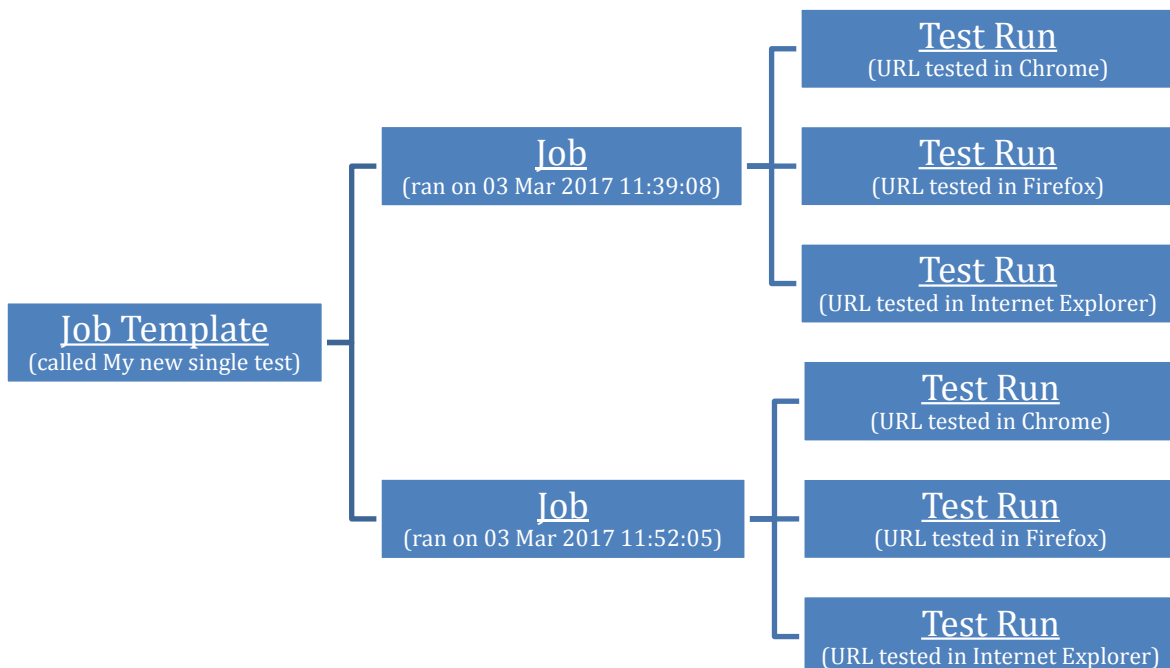 Job Template
(called My new single test)
Job
(ran on 03 Mar 2017 11:39:08)
Test Run
(URL tested in Chrome)
Test Run
(URL tested in Firefox)
Test Run
(URL tested in Internet Explorer)
Job
(ran on 03 Mar 2017 11:52:05)
Test Run
(URL tested in Chrome)
Test Run
(URL tested in Firefox)
Test Run
(URL tested in Internet Explorer)